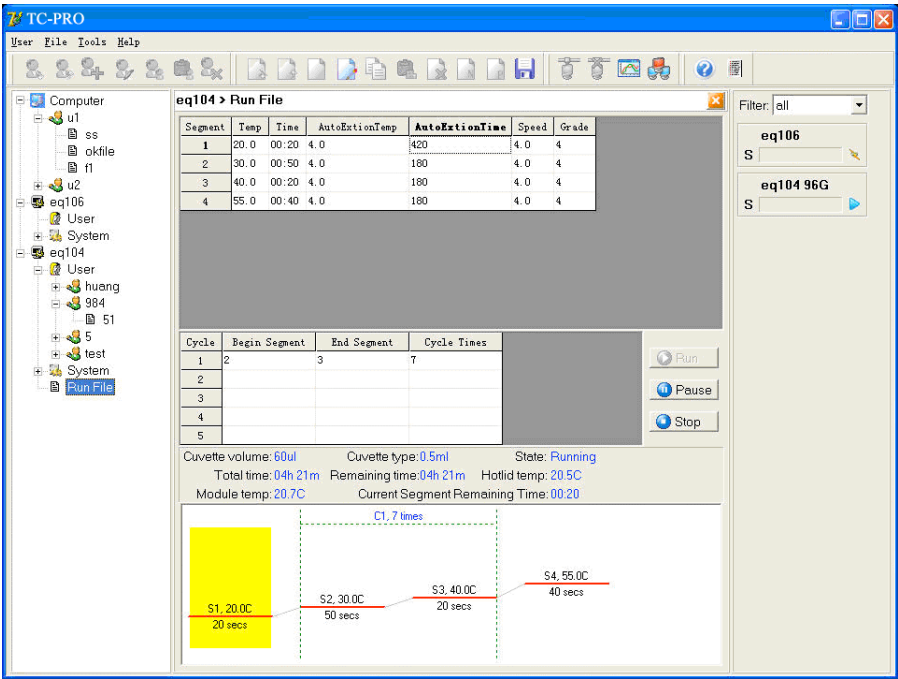 TC-PRO
User File Tools Help
Computer
u1
ss
okfile
f1
u2
eq106
User
System
eq104
User
huang
984
51
5
test
System
Run File
eq104 > Run File
Segment Temp Time AutoExtionTemp AutoExtionTime Speed Grade
1 20.0 00:20 4.0 420 4.0 4
2 30.0 00:50 4.0 180 4.0 4
3 40.0 00:20 4.0 180 4.0 4
4 55.0 00:40 4.0 180 4.0 4
Cycle Begin Segment End Segment Cycle Times
1 2 3 7
2
3
4
5
Run
Pause
Stop
Cuvette volume: 60ul Cuvette type: 0.5ml State: Running
Total time: 04h 21m Remaining time: 04h 21m Hotlid temp: 20.5C
Module temp: 20.7C Current Segment Remaining Time: 00:20
C1, 7 times
S1, 20.0C
20 secs
S2, 30.0C
50 secs
S3, 40.0C
20 secs
S4, 55.0C
40 secs
Filter: all
eq106
S
eq104 96G
S